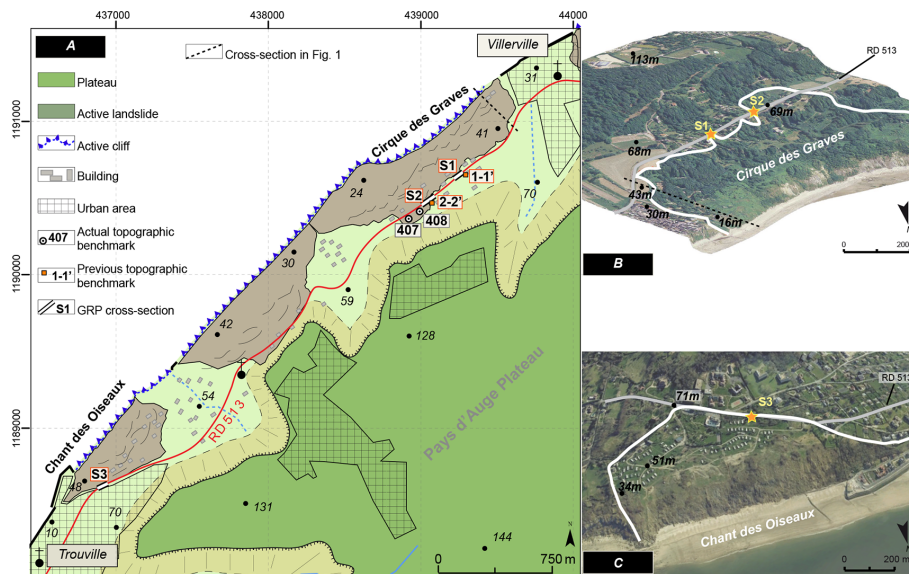 437000
438000
439000
44000
A
Cross-section in Fig. 1
Villerville
Plateau
Active landslide
Active cliff
Building
Urban area
407
Actual topographic
benchmark
1-1'
Previous topographic
benchmark
S1
GRP cross-section
1191000
1190000
1189000
Cirque des Graves
31
41
S1
1-1'
24
S2
2-2'
70
408
407
30
59
42
128
54
RD 513
Pays d'Auge Plateau
Chant des Oiseaux
S3
48
70
10
131
144
Trouville
N
0
750 m
RD 513
113m
S2
69m
S1
Cirque des Graves
68m
43m
30m
16m
B
N
0
200 m
RD 513
71m
S3
51m
34m
Chant des Oiseaux
C
N
0
200 m